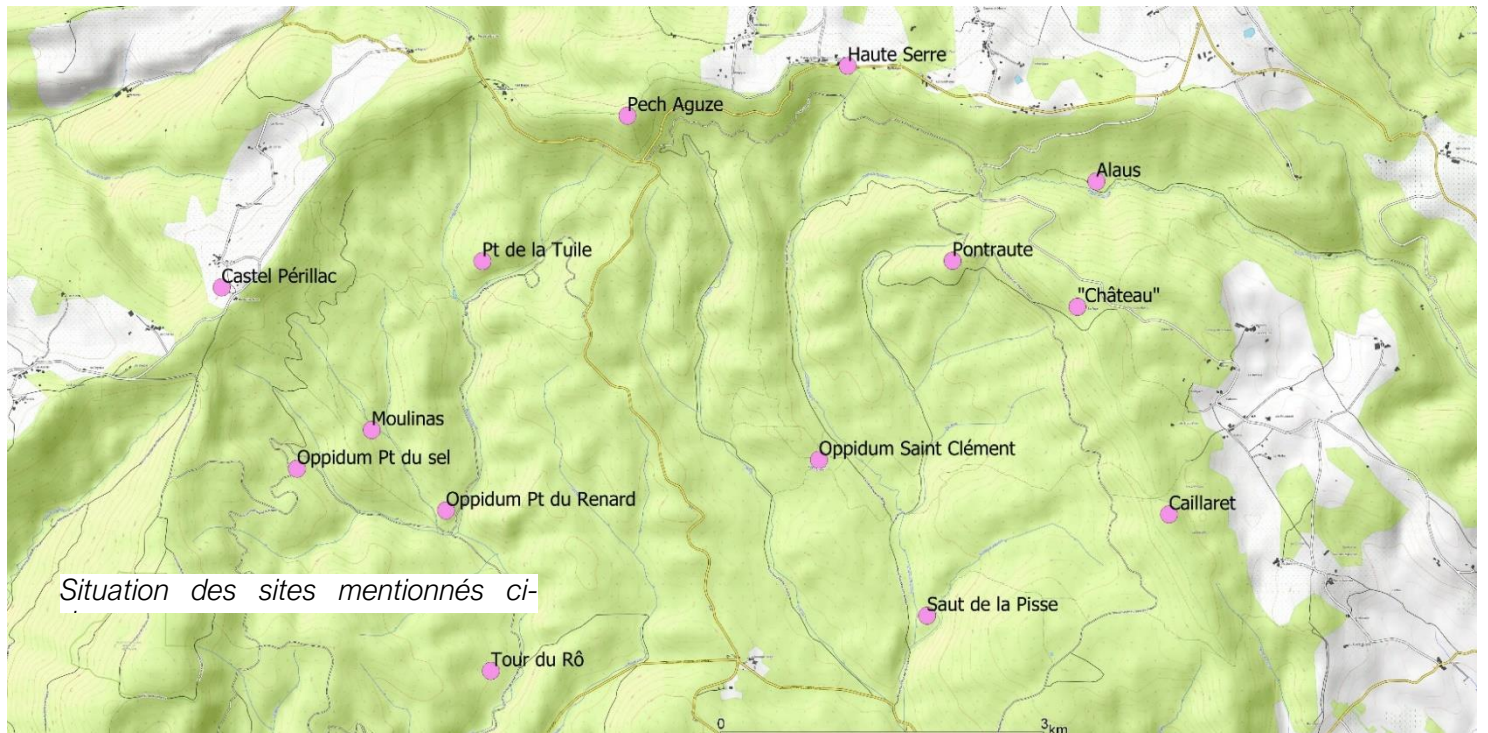 Haute Serre
Pech Aguze
Alaus
Pt de la Tuile
Pontraute
Castel Périllac
"Château"
Moulinas
Oppidum Pt du sel
Oppidum Saint Clément
Oppidum Pt du Renard
Caillaret
Situation des sites mentionnés ci-
Saut de la Pisse
Tour du Rô
0 3km